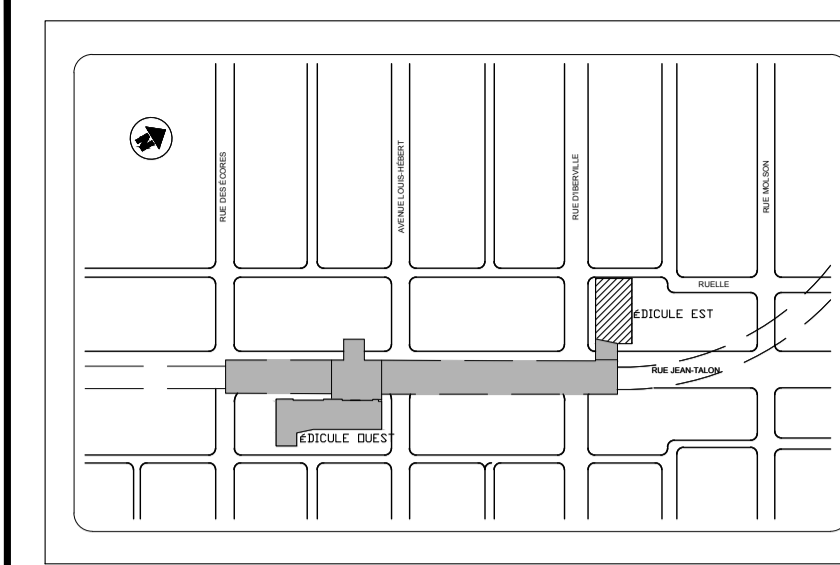 RUE DES ÉCORES
AVENUE LOUIS-HÉBERT
RUE D'IBERVILLE
RUE MOLSON
RUELLE
ÉDICULE EST
RUE JEAN-TALON
ÉDICULE OUEST